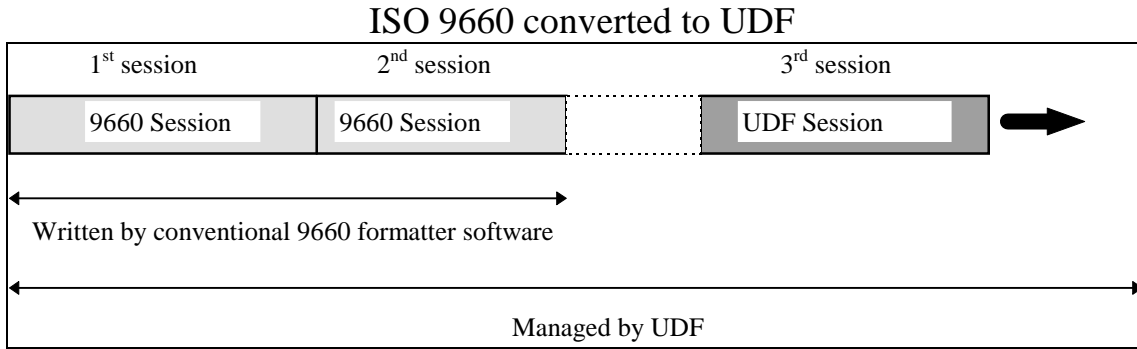 ISO 9660 converted to UDF
1st session 2nd session 3rd session
9660 Session 9660 Session UDF Session
Written by conventional 9660 formatter software
Managed by UDF